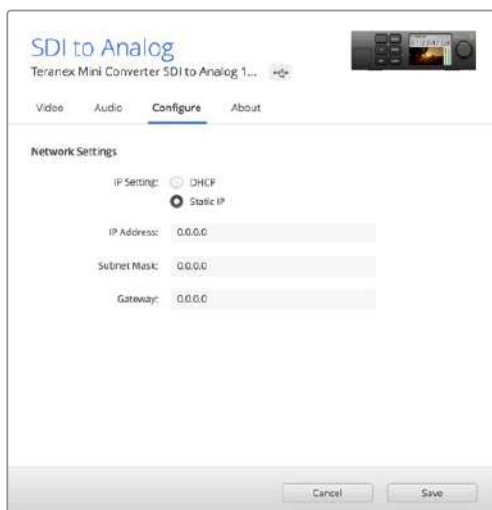 SDI to Analog
Teranex Mini Converter SDI to Analog 1...
Video Audio Configure About
Network Settings
IP Setting: DHCP
Static IP
IP Address: 0.0.0.0
Subnet Mask: 0.0.0.0
Gateway: 0.0.0.0
Cancel Save